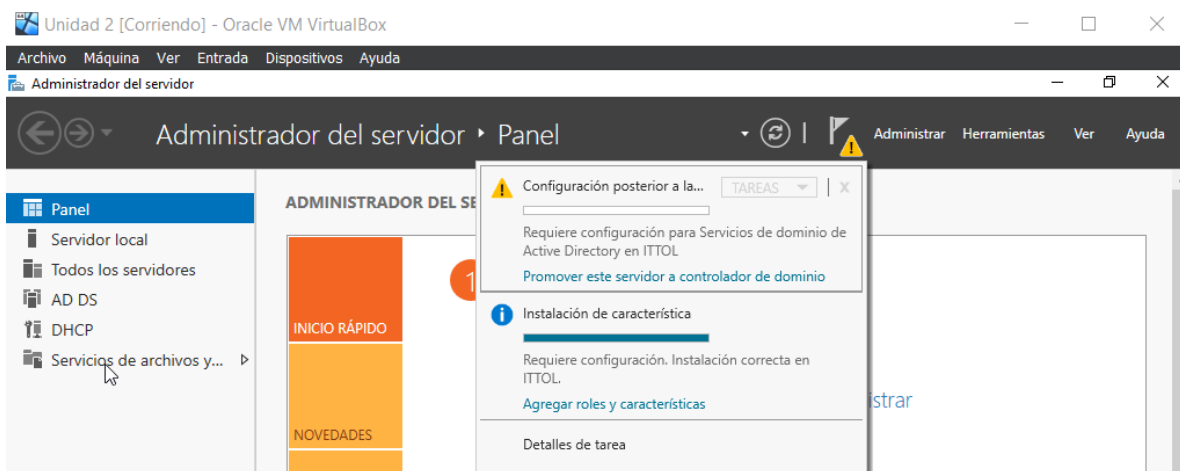 Unidad 2 [Corriendo] - Oracle VM VirtualBox
Archivo Máquina Ver Entrada Dispositivos Ayuda
Administrador del servidor
Administrador del servidor Panel
Administrar Herramientas Ver Ayuda
Panel
Servidor local
Todos los servidores
AD DS
DHCP
Servicios de archivos y...
ADMINISTRADOR DEL SE
1
INICIO RÁPIDO
NOVEDADES
Configuración posterior a la... TAREAS X
Requiere configuración para Servicios de dominio de
Active Directory en ITTOL
Promover este servidor a controlador de dominio
Instalación de característica
Requiere configuración. Instalación correcta en
ITTOL.
Agregar roles y características
Detalles de tarea
istrar